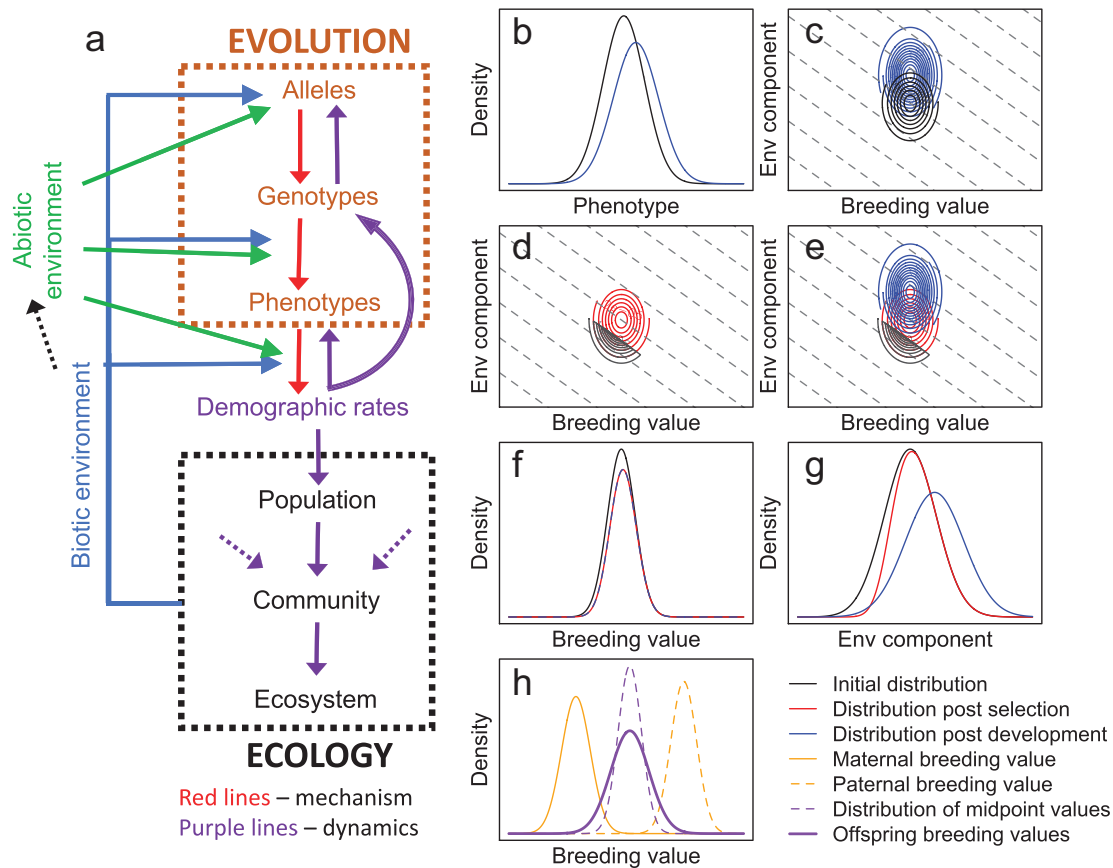 a
EVOLUTION
Alleles
Genotypes
Phenotypes
Abiotic
environment
Biotic environment
Demographic rates
Population
Community
Ecosystem
ECOLOGY
Red lines – mechanism
Purple lines – dynamics
b
Density
Phenotype
c
Env component
Breeding value
d
Env component
Breeding value
e
Env component
Breeding value
f
Density
Breeding value
g
Density
Env component
h
Density
Breeding value
Initial distribution
Distribution post selection
Distribution post development
Maternal breeding value
Paternal breeding value
Distribution of midpoint values
Offspring breeding values